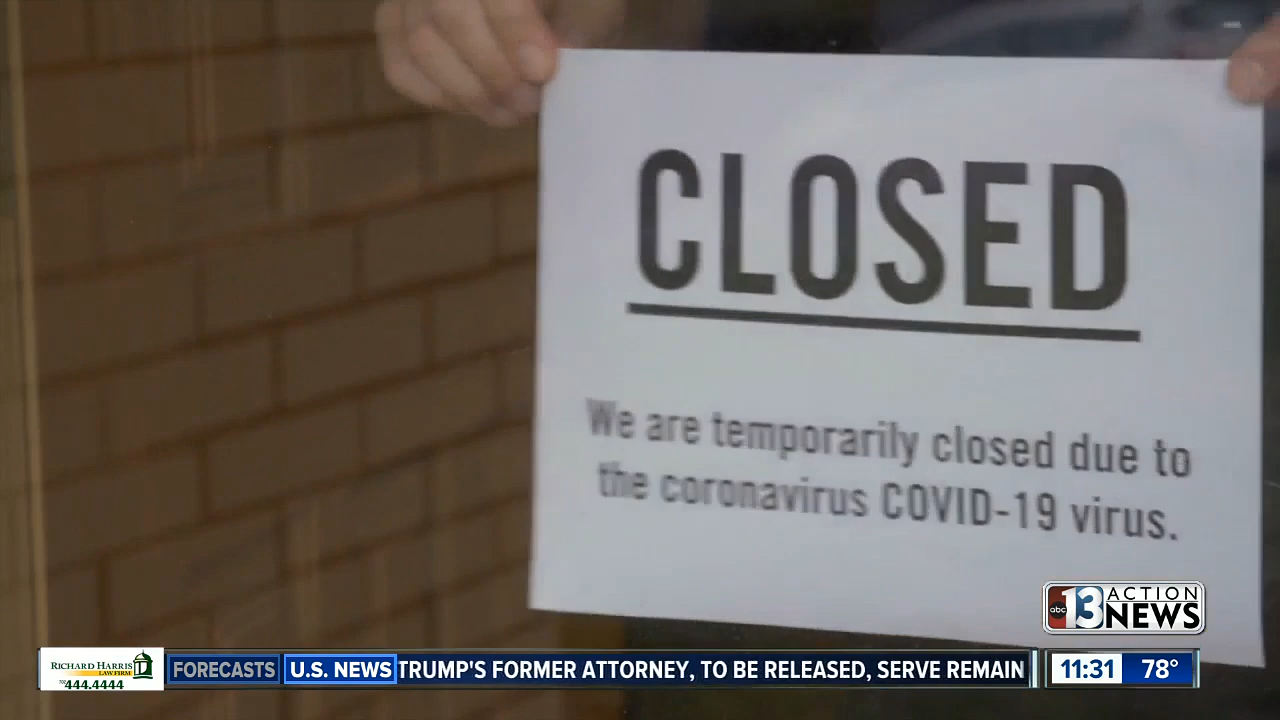 CLOSED
We are temporarily closed due to
the coronavirus COVID-19 virus.
abc 13 ACTION
NEWS
RICHARD HARRIS
LAW FIRM
702 444.4444
FORECASTS
U.S. NEWS
TRUMP'S FORMER ATTORNEY, TO BE RELEASED, SERVE REMAIN
11:31
78°